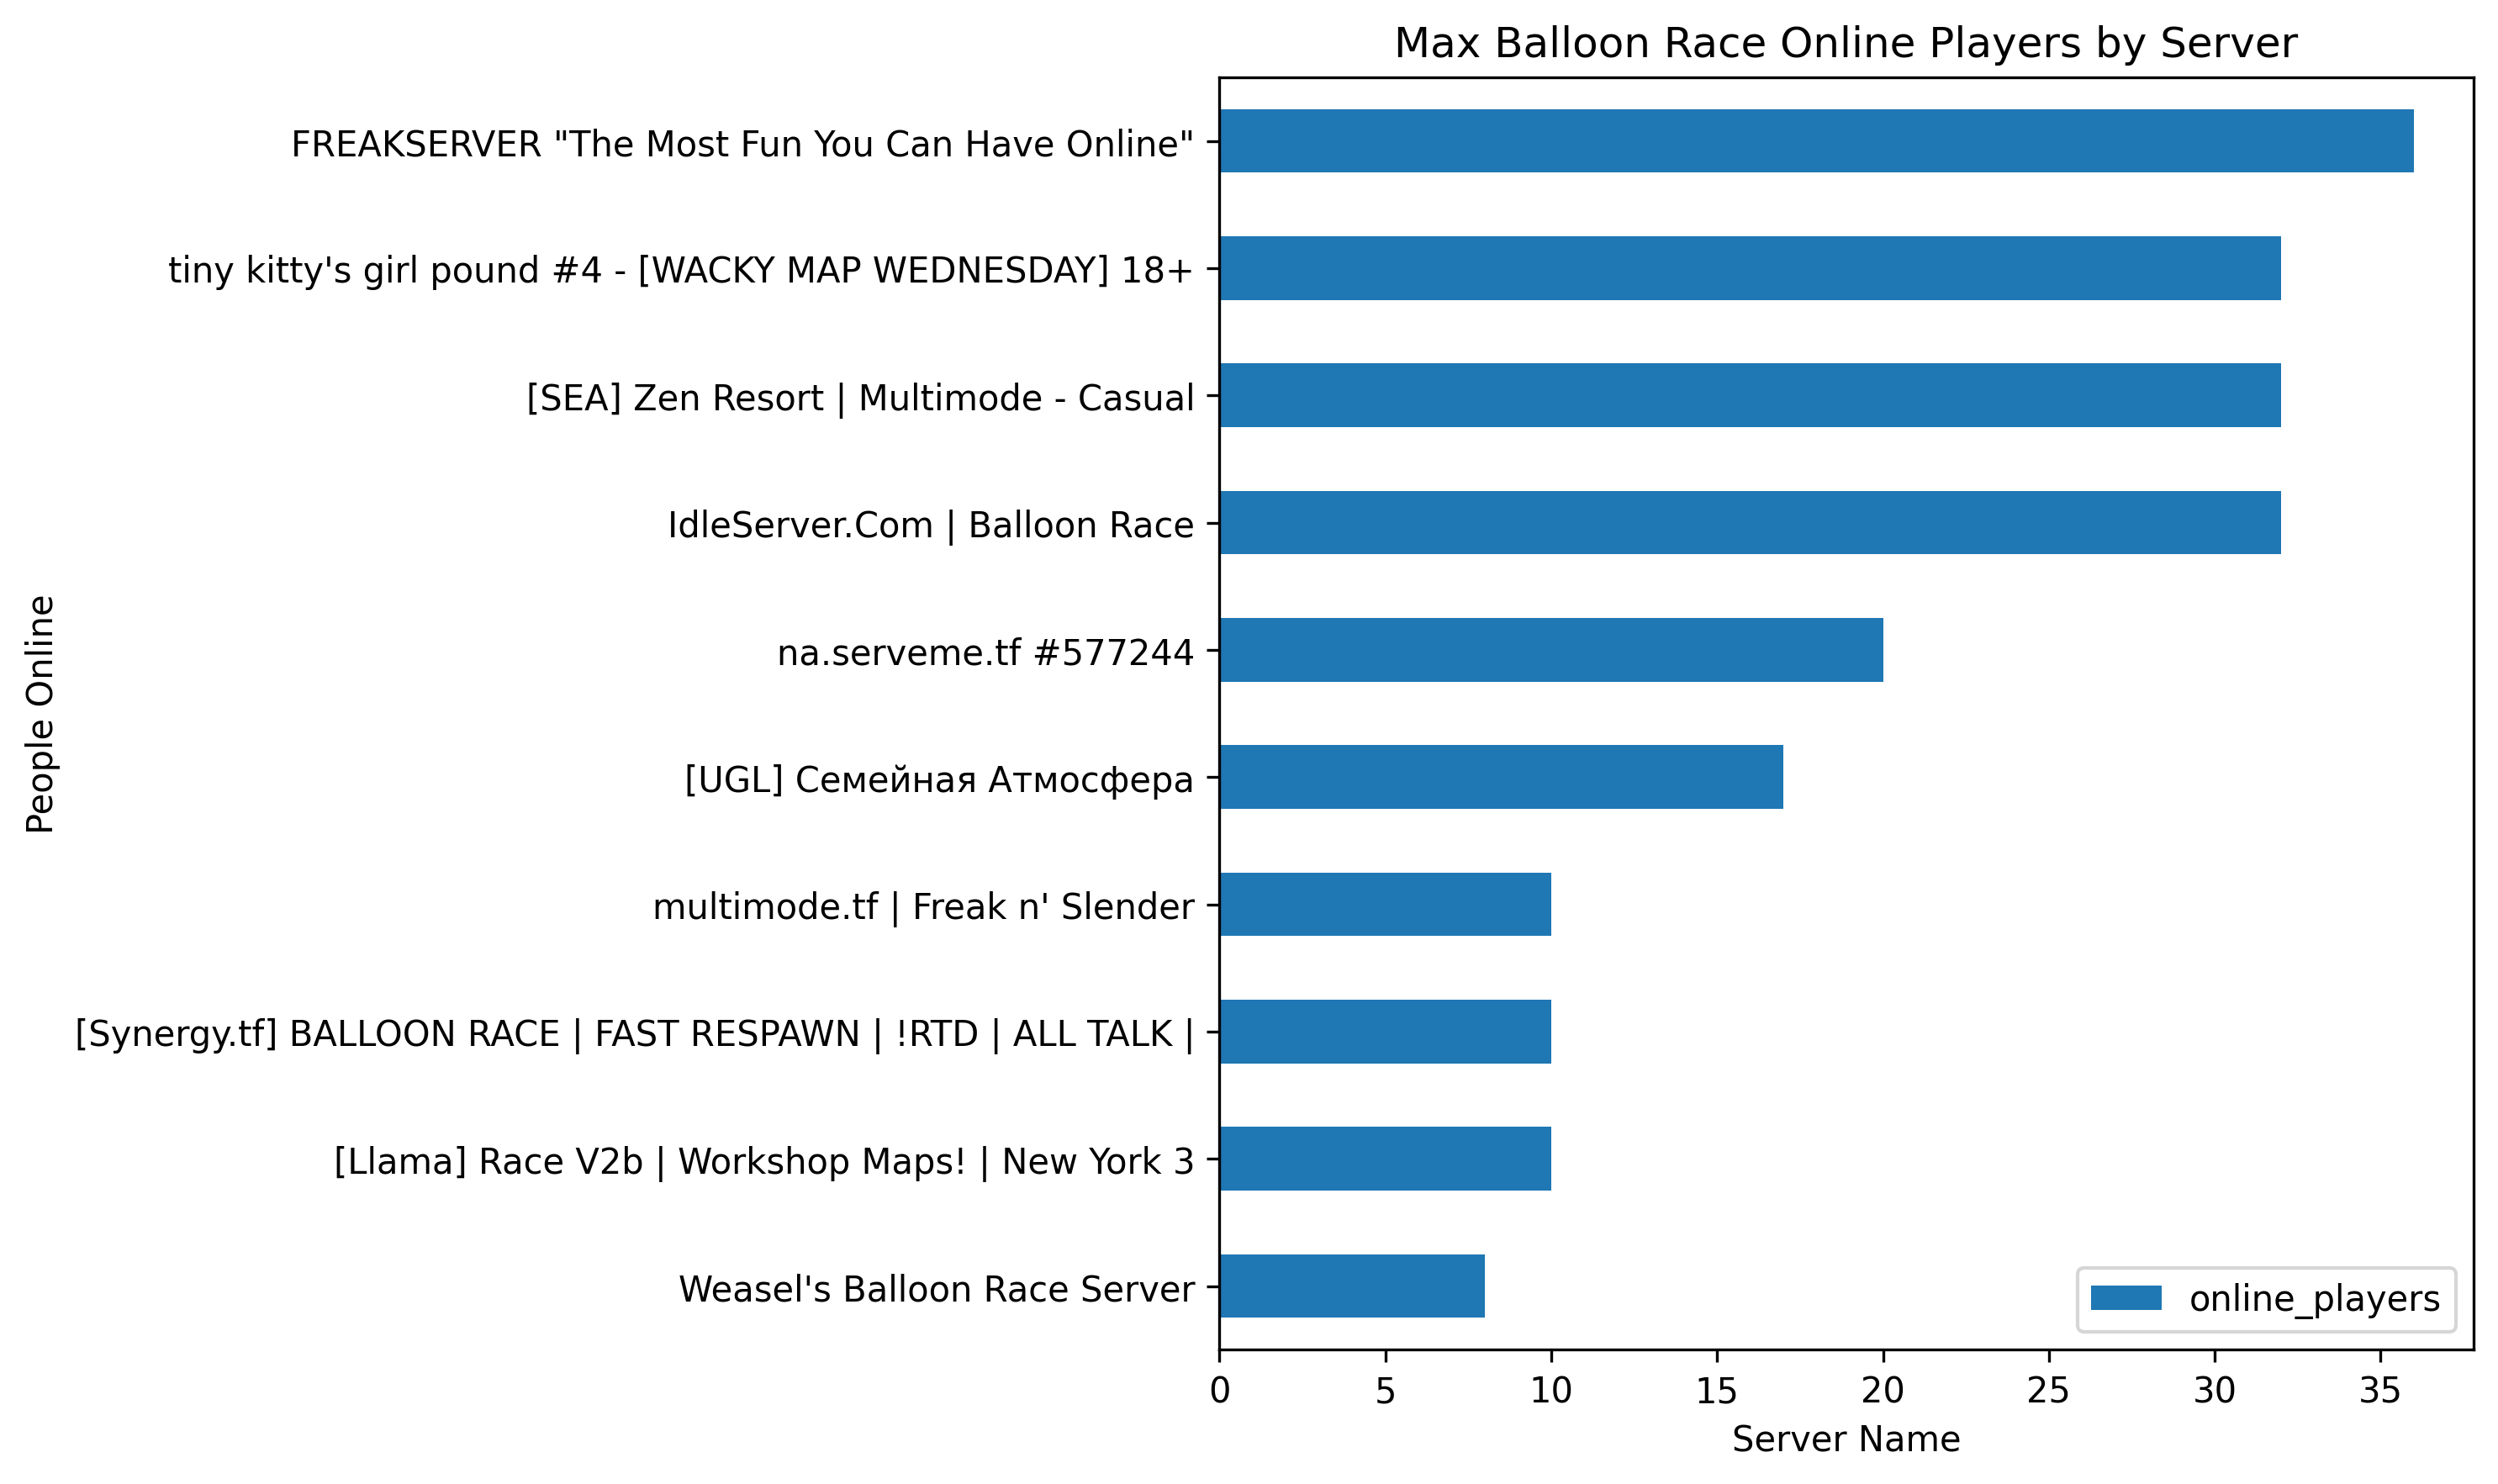 Max Balloon Race Online Players by Server
FREAKSERVER "The Most Fun You Can Have Online"
tiny kitty's girl pound #4 - [WACKY MAP WEDNESDAY] 18+
[SEA] Zen Resort | Multimode - Casual
IdleServer.Com | Balloon Race
na.serveme.tf #577244
[UGL] Семейная Атмосфера
multimode.tf | Freak n' Slender
[Synergy.tf] BALLOON RACE | FAST RESPAWN | !RTD | ALL TALK |
[Llama] Race V2b | Workshop Maps! | New York 3
Weasel's Balloon Race Server
People Online
online_players
0 5 10 15 20 25 30 35
Server Name